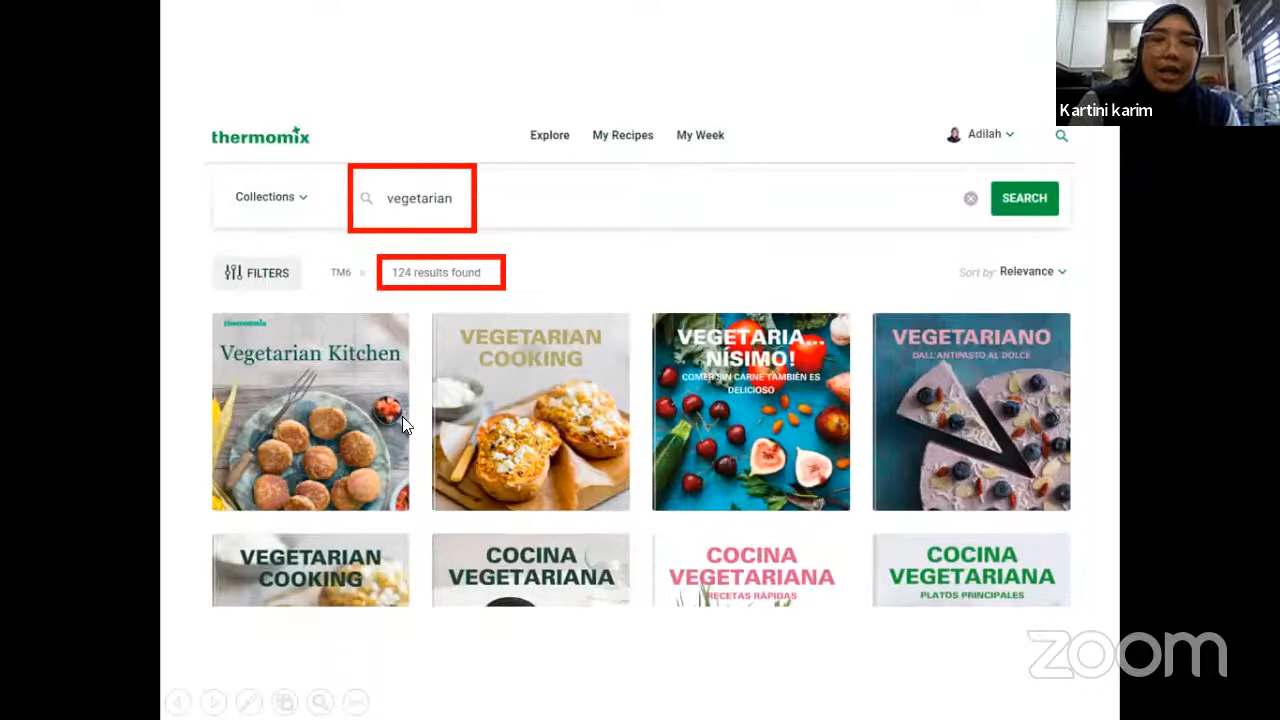 Kartini karim
thermomix
Explore
My Recipes
My Week
Adilah
Collections
vegetarian
SEARCH
FILTERS
TM6
124 results found
Sort by: Relevance
thermomix
Vegetarian Kitchen
VEGETARIAN
COOKING
VEGETARIA...
NÍSIMO!
COMER SIN CARNE TAMBIÉN ES
DELICIOSO
VEGETARIANO
DALL'ANTIPASTO AL DOLCE
VEGETARIAN
COOKING
COCINA
VEGETARIANA
COCINA
VEGETARIANA
RECETAS RÁPIDAS
COCINA
VEGETARIANA
PLATOS PRINCIPALES
zoom